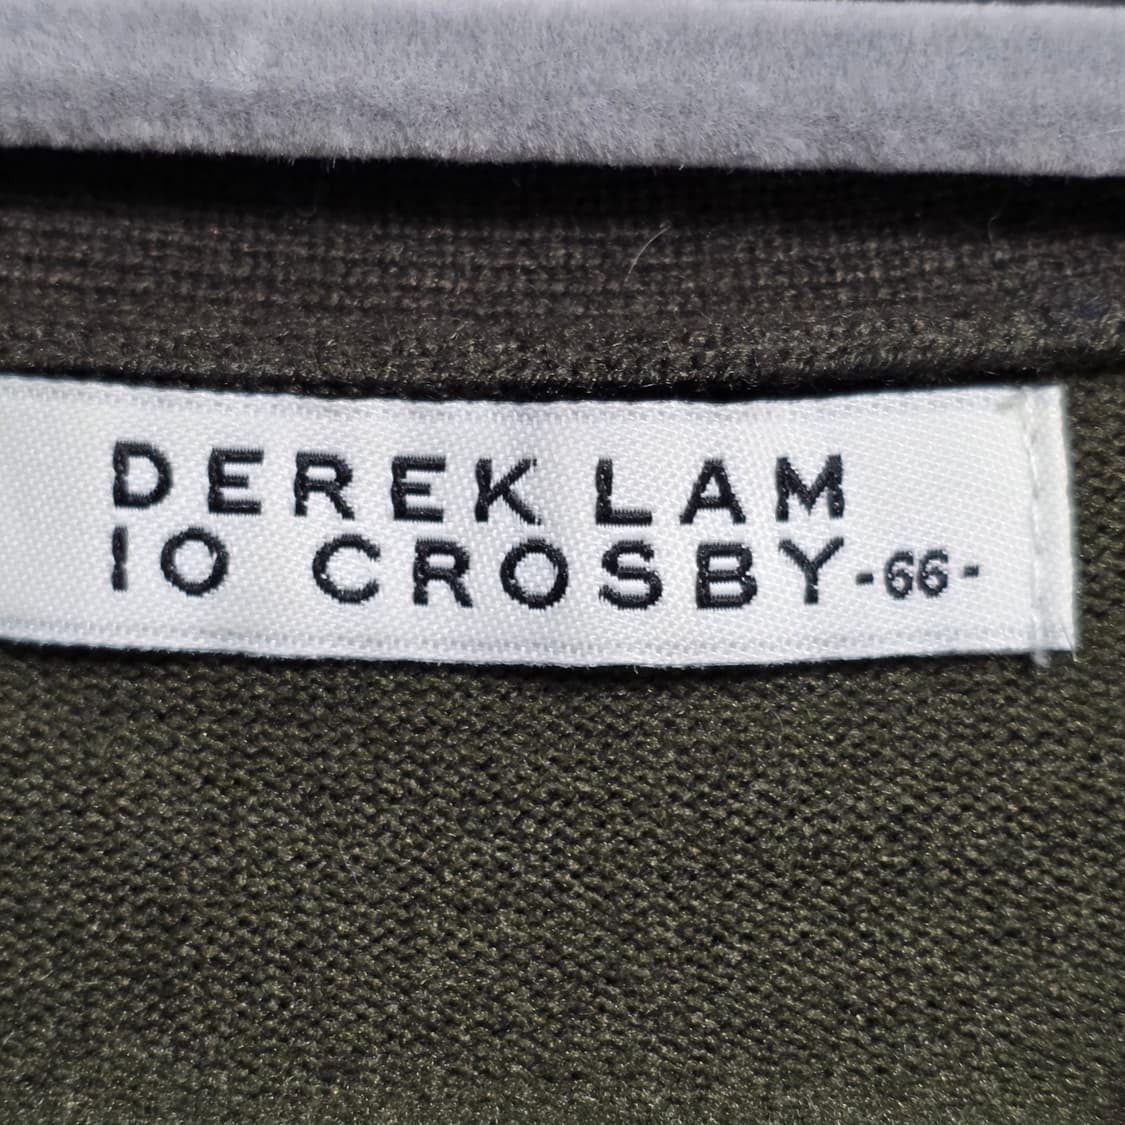 DEREK LAM
10 CROSBY -66-